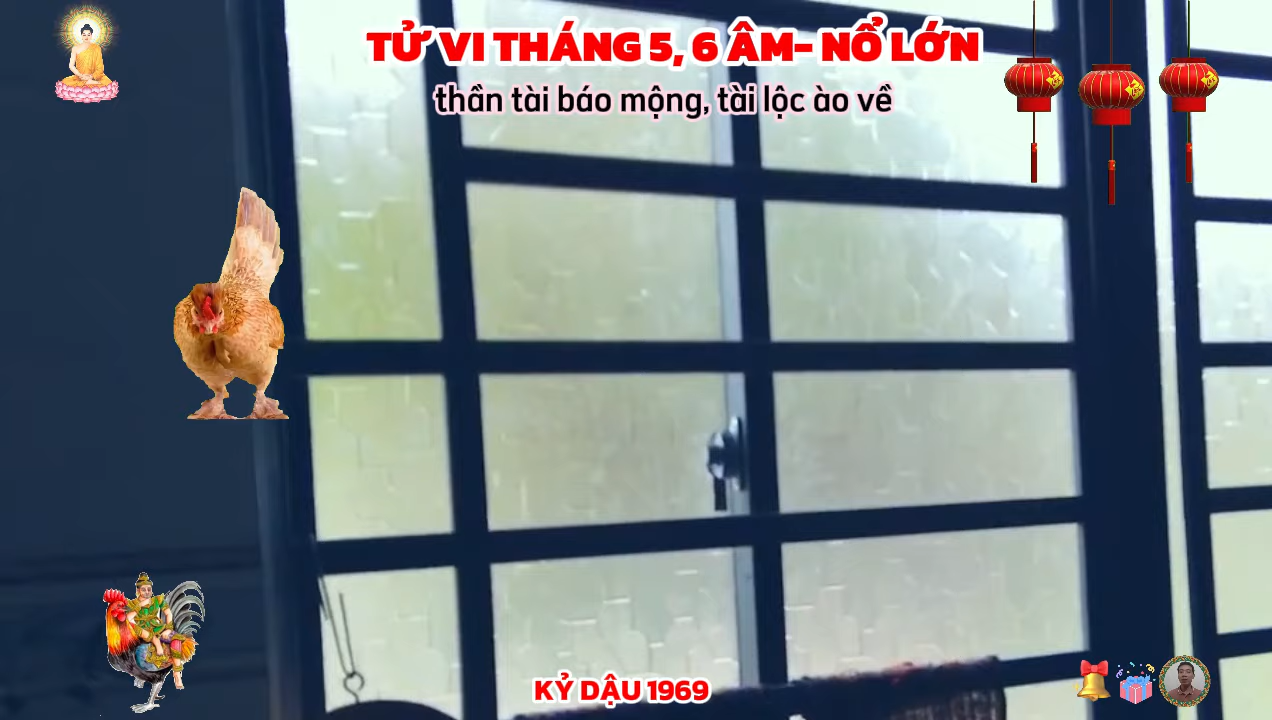 TỬ VI THÁNG 5, 6 ÂM- NỔ LỚN
thần tài báo mộng, tài lộc ào về
KỶ DẬU 1969